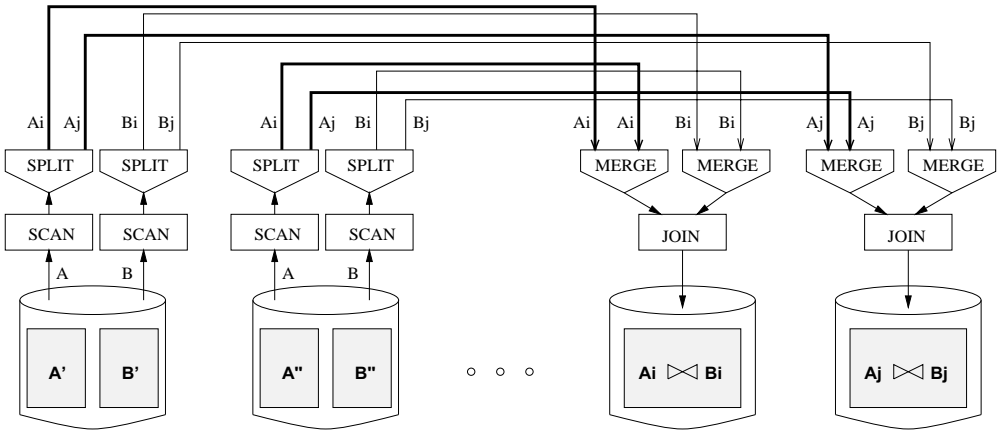 Ai Aj Bi Bj Ai Aj Bi Bj Ai Ai Bi Bi Aj Aj Bj Bj
SPLIT SPLIT SPLIT SPLIT MERGE MERGE MERGE MERGE
SCAN SCAN SCAN SCAN JOIN JOIN
A B A B
A' B' A" B" Ai ⋈ Bi Aj ⋈ Bj